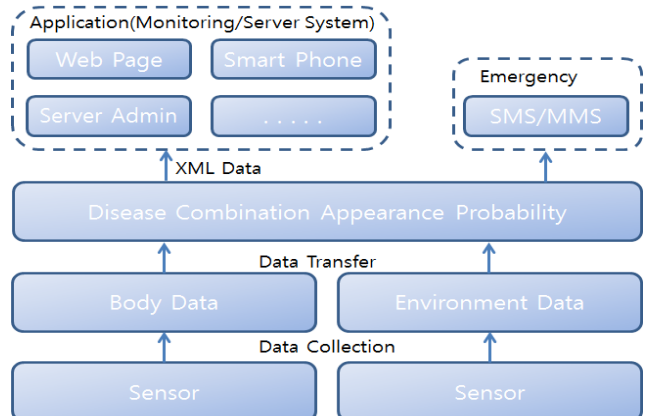 Application(Monitoring/Server System)
Web Page
Smart Phone
Server Admin
. . . . .
Emergency
SMS/MMS
XML Data
Disease Combination Appearance Probability
Data Transfer
Body Data
Environment Data
Data Collection
Sensor
Sensor